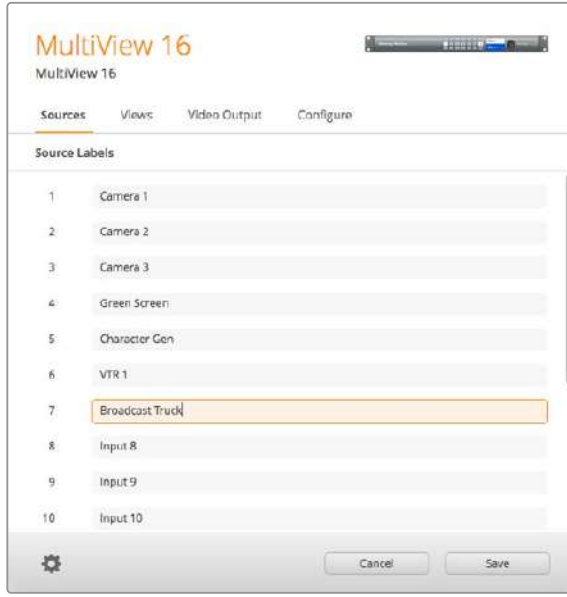 MultiView 16
MultiView 16
Sources Views Video Output Configure
Source Labels
1 Camera 1
2 Camera 2
3 Camera 3
4 Green Screen
5 Character Gen
6 VTR 1
7 Broadcast Truck
8 Input 8
9 Input 9
10 Input 10
Cancel Save